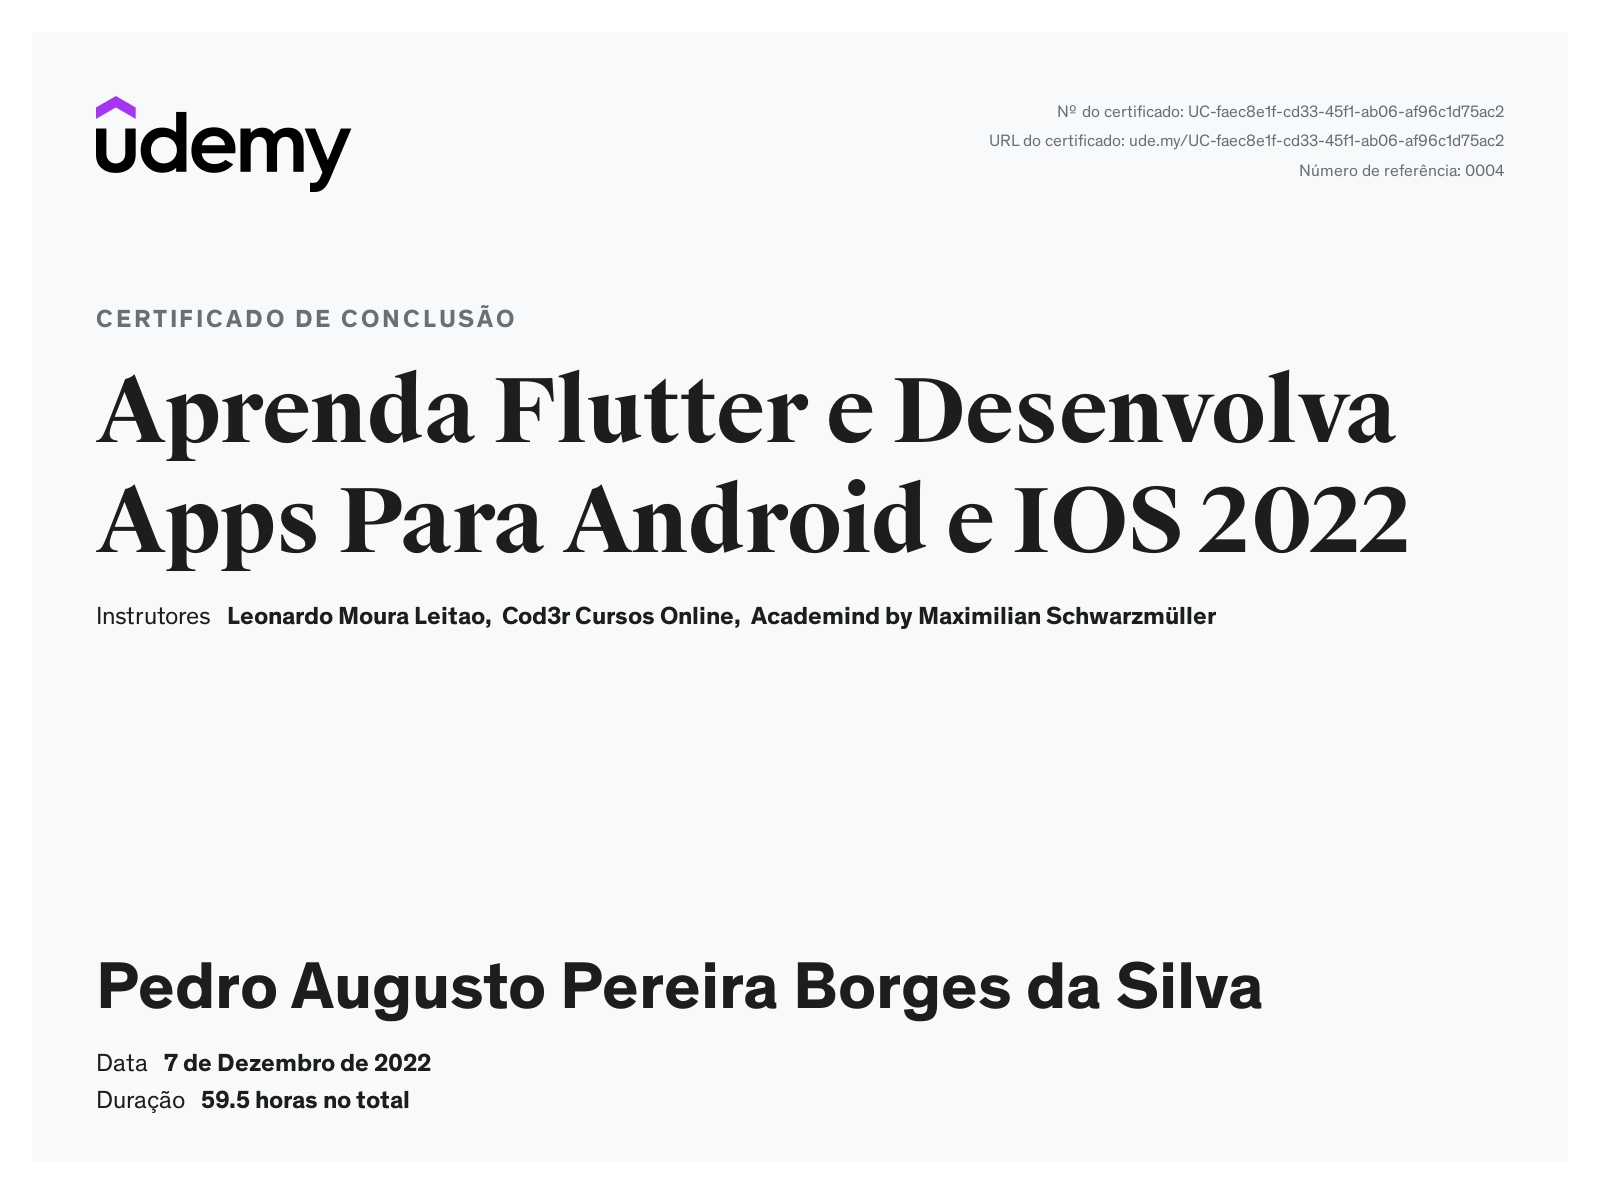 udemy
Nº do certificado: UC-faec8e1f-cd33-45f1-ab06-af96c1d75ac2
URL do certificado: ude.my/UC-faec8e1f-cd33-45f1-ab06-af96c1d75ac2
Número de referência: 0004
CERTIFICADO DE CONCLUSÃO
Aprenda Flutter e Desenvolva
Apps Para Android e IOS 2022
Instrutores Leonardo Moura Leitao, Cod3r Cursos Online, Academind by Maximilian Schwarzmüller
Pedro Augusto Pereira Borges da Silva
Data 7 de Dezembro de 2022
Duração 59.5 horas no total